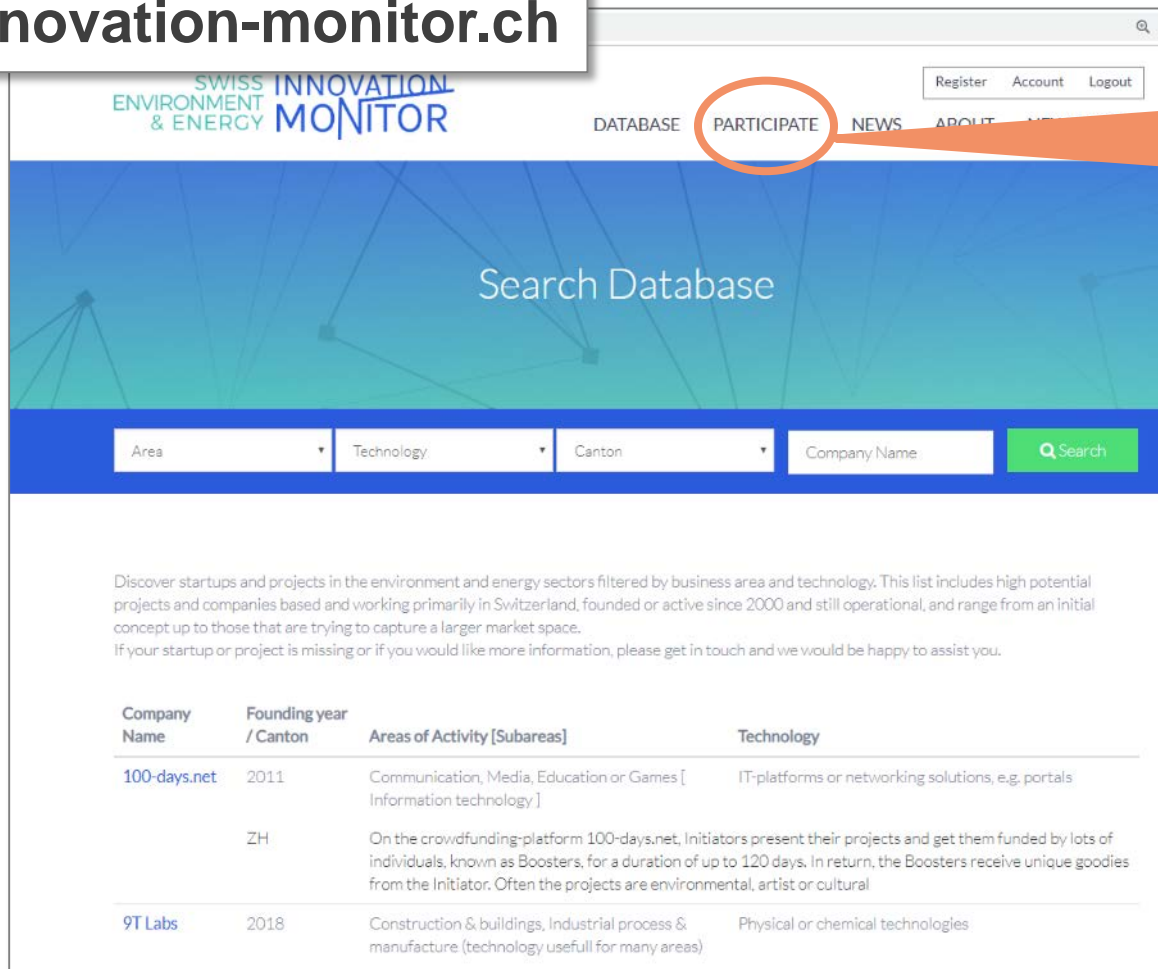 novation-monitor.ch
SWISS INNOVATION
ENVIRONMENT
& ENERGY MONITOR
Register Account Logout
DATABASE PARTICIPATE NEWS ABOUT
Search Database
Area Technology Canton Company Name Search
Discover startups and projects in the environment and energy sectors filtered by business area and technology. This list includes high potential
projects and companies based and working primarily in Switzerland, founded or active since 2000 and still operational, and range from an initial
concept up to those that are trying to capture a larger market space.
If your startup or project is missing or if you would like more information, please get in touch and we would be happy to assist you.
Company Founding year
Name / Canton Areas of Activity [Subareas] Technology
100-days.net 2011 Communication, Media, Education or Games [ IT-platforms or networking solutions, e.g. portals
Information technology ]
ZH On the crowdfunding-platform 100-days.net, Initiators present their projects and get them funded by lots of
individuals, known as Boosters, for a duration of up to 120 days. In return, the Boosters receive unique goodies
from the Initiator. Often the projects are environmental, artist or cultural
9T Labs 2018 Construction & buildings, Industrial process & Physical or chemical technologies
manufacture (technology usefull for many areas)